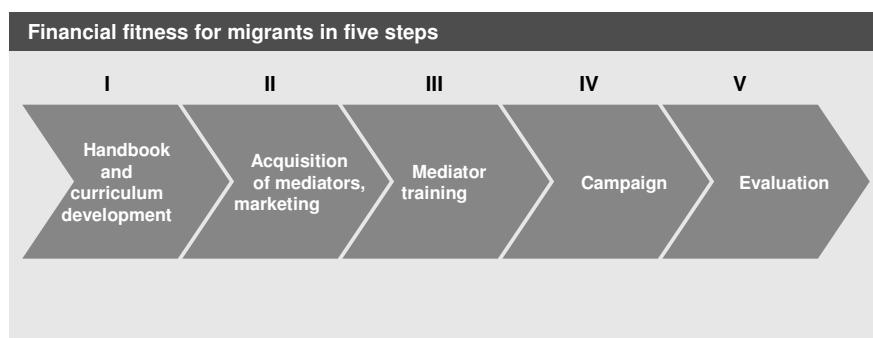 Financial fitness for migrants in five steps
I
II
III
IV
V
Handbook
and
curriculum
development
Acquisition
of mediators,
marketing
Mediator
training
Campaign
Evaluation